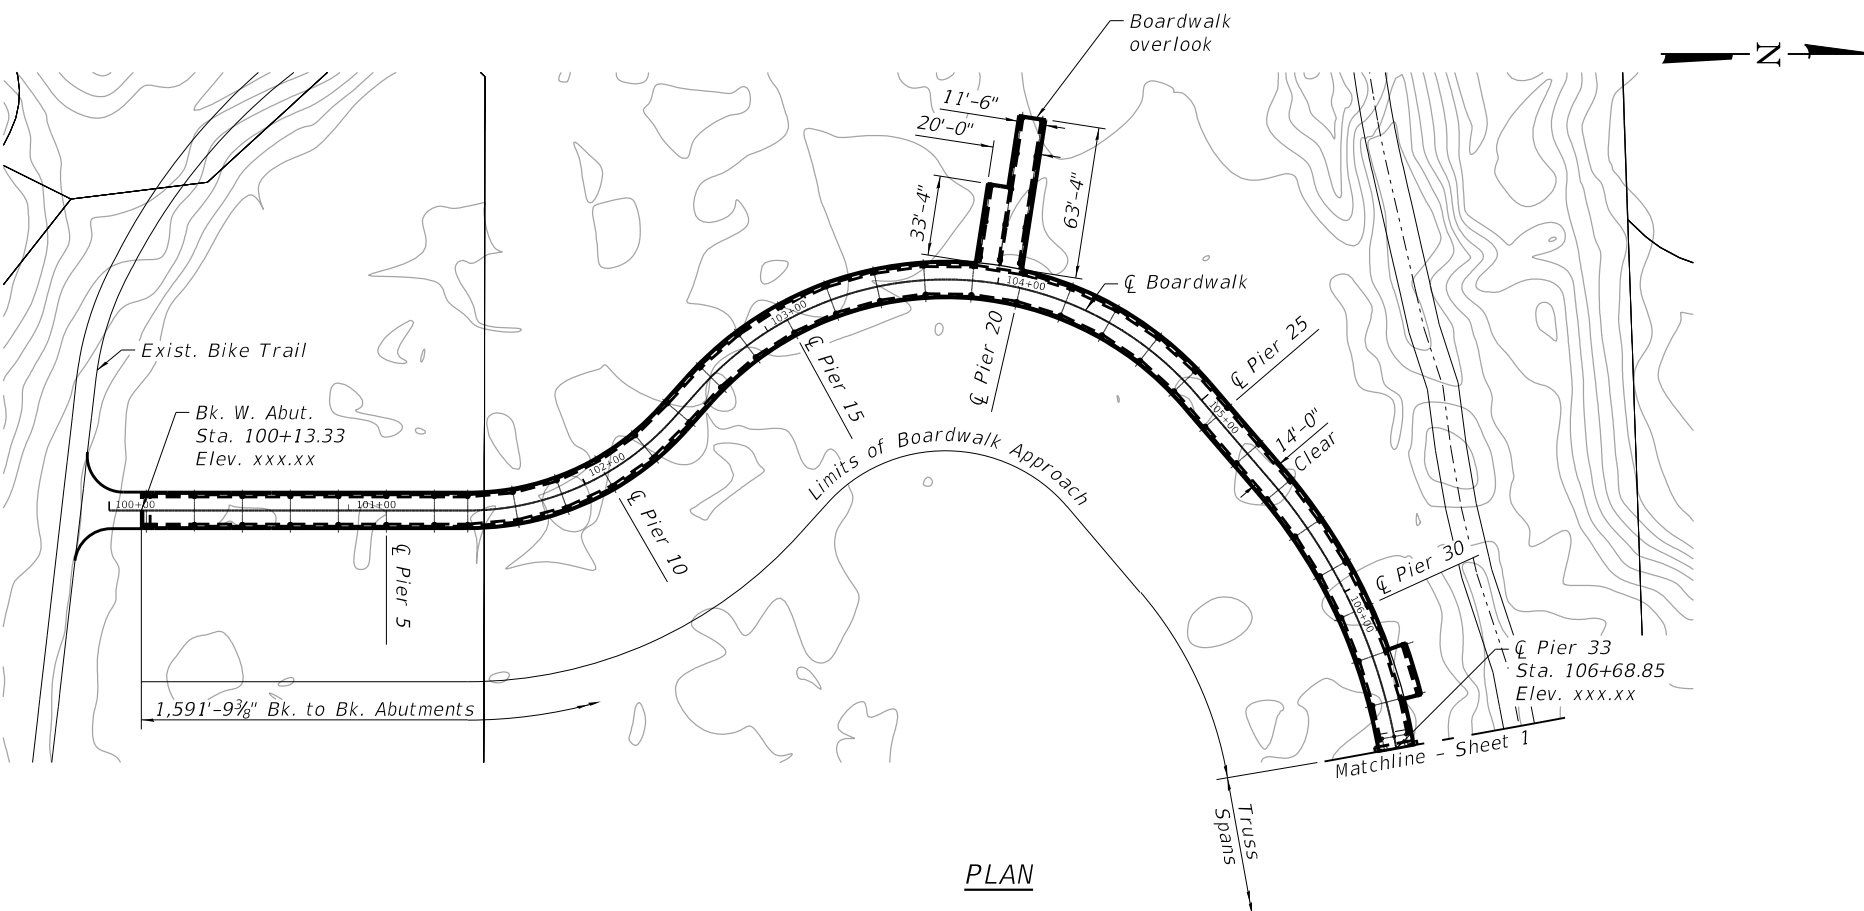 Boardwalk
overlook
N
11'-6"
20'-0"
33'-4"
63'-4"
℄ Boardwalk
104+00
103+00
℄ Pier 20
℄ Pier 15
℄ Pier 25
Exist. Bike Trail
Bk. W. Abut.
Sta. 100+13.33
Elev. xxx.xx
105+00
14'-0"
Clear
Limits of Boardwalk Approach
102+00
100+00
101+00
℄ Pier 10
℄ Pier 5
℄ Pier 30
106+00
℄ Pier 33
Sta. 106+68.85
Elev. xxx.xx
1,591'-9⅜" Bk. to Bk. Abutments
Matchline - Sheet 1
Truss
Spans
PLAN